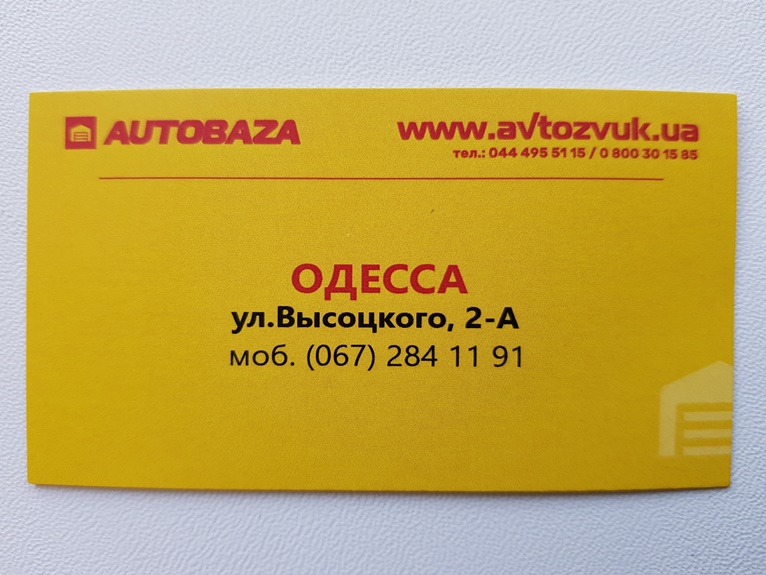 AUTOBAZA
www.avtozvuk.ua
тел.: 044 495 51 15 / 0 800 30 15 85
ОДЕССА
ул.Высоцкого, 2-А
моб. (067) 284 11 91